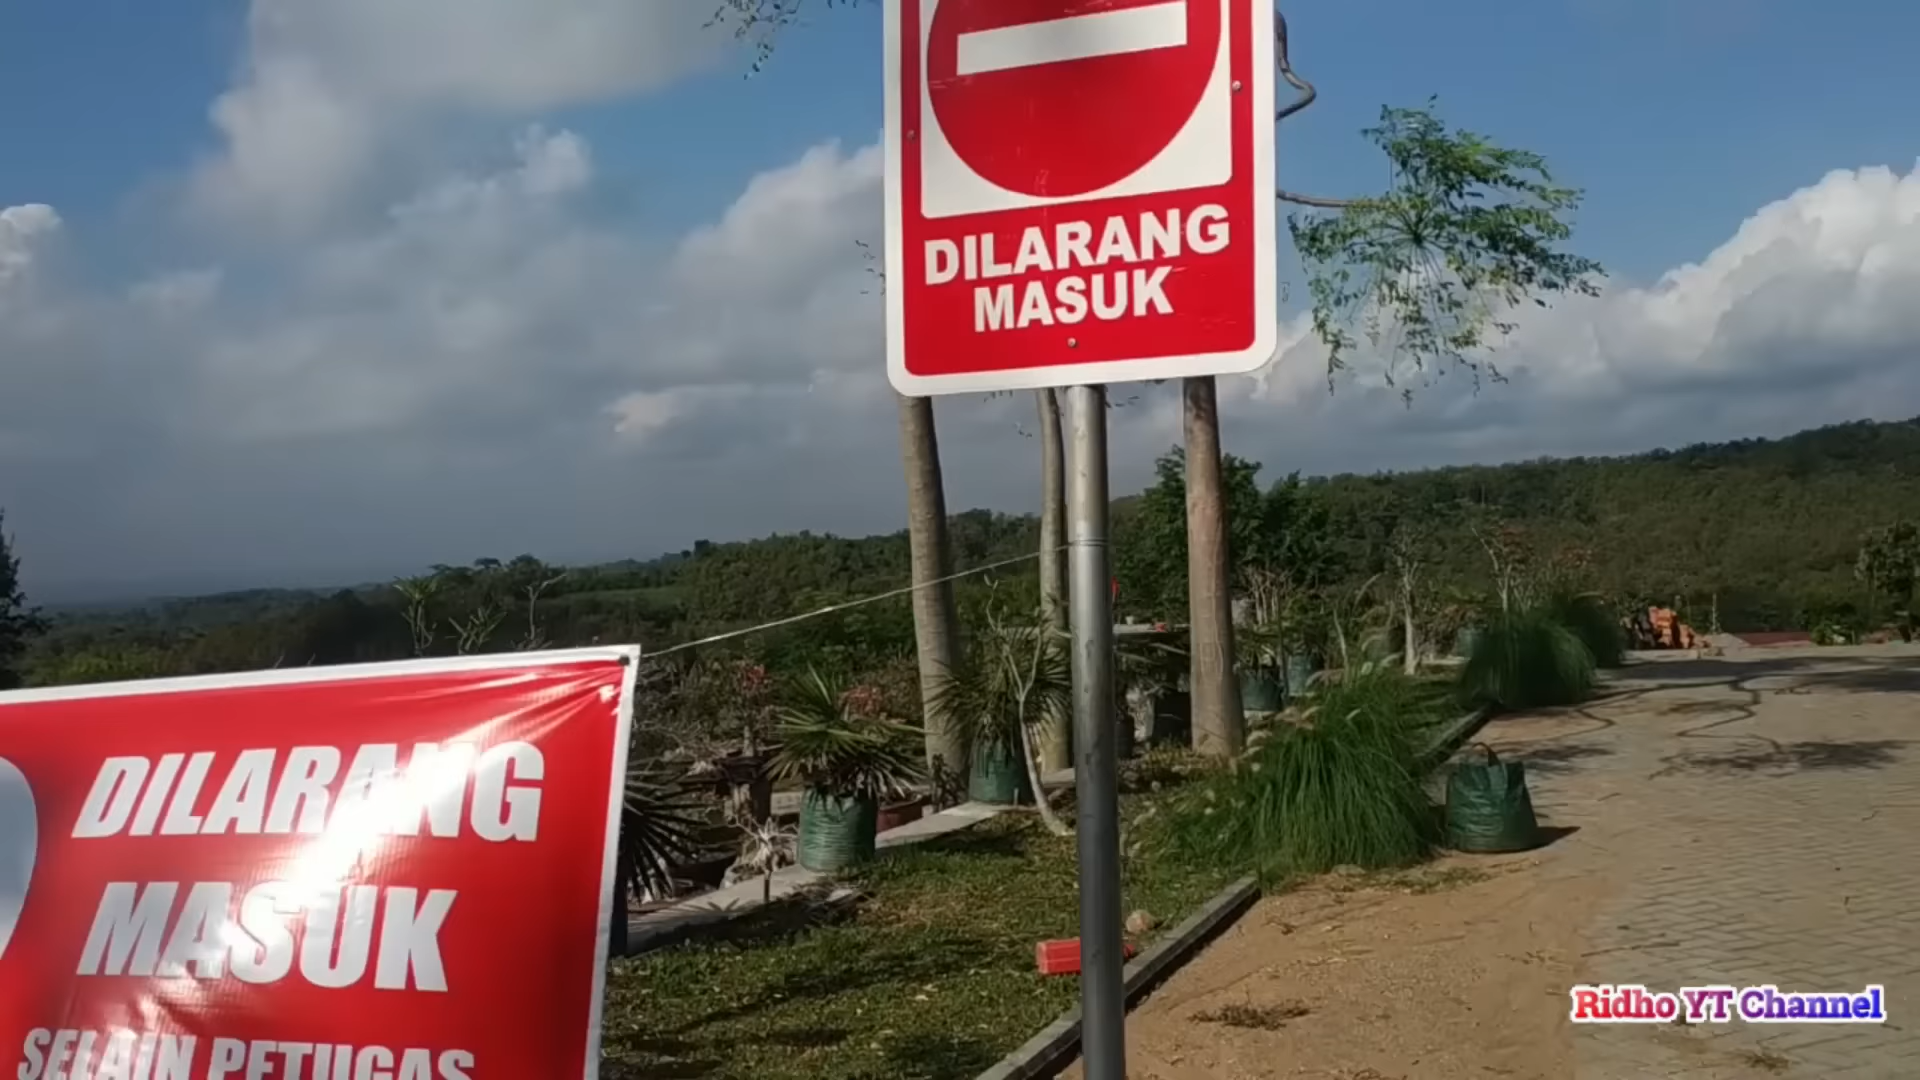 DILARANG
MASUK
DILARANG
MASUK
SELAIN PETUGAS
Ridho YT Channel